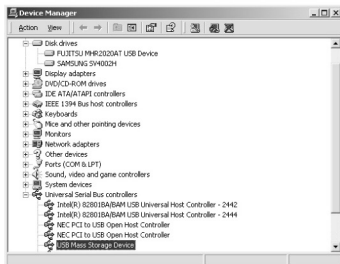 Device Manager
Action View
Disk drives
FUJITSU MHR2020AT USB Device
SAMSUNG SV4002H
Display adapters
DVD/CD-ROM drives
IDE ATA/ATAPI controllers
IEEE 1394 Bus host controllers
Keyboards
Mice and other pointing devices
Monitors
Network adapters
Other devices
Ports (COM & LPT)
Sound, video and game controllers
System devices
Universal Serial Bus controllers
Intel(R) 82801BA/BAM USB Universal Host Controller - 2442
Intel(R) 82801BA/BAM USB Universal Host Controller - 2444
NEC PCI to USB Open Host Controller
NEC PCI to USB Open Host Controller
USB Mass Storage Device